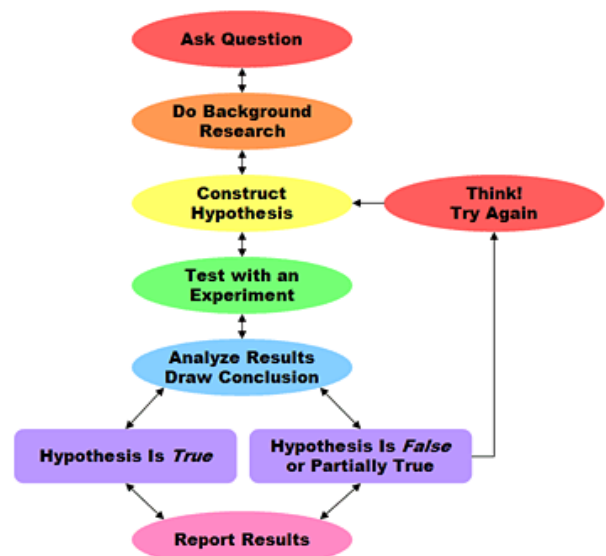 Ask Question
Do Background
Research
Construct
Hypothesis
Think!
Try Again
Test with an
Experiment
Analyze Results
Draw Conclusion
Hypothesis Is True
Hypothesis Is False
or Partially True
Report Results